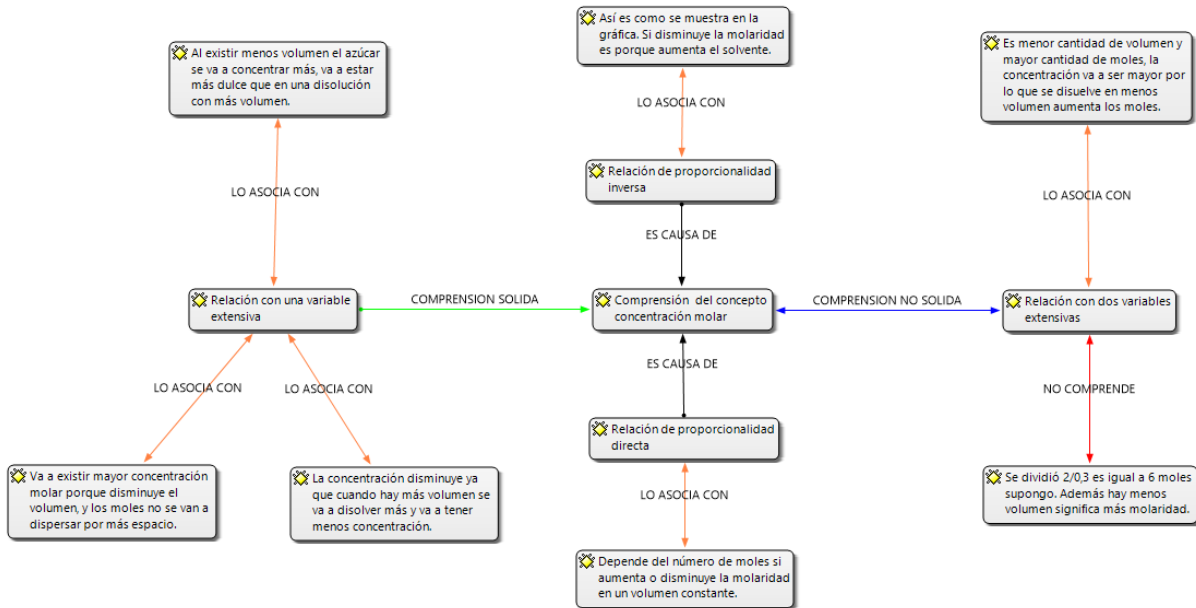 Así es como se muestra en la
gráfica. Si disminuye la molaridad
es porque aumenta el solvente.
Al existir menos volumen el azúcar
se va a concentrar más, va a estar
más dulce que en una disolución
con más volumen.
Es menor cantidad de volumen y
mayor cantidad de moles, la
concentración va a ser mayor por
lo que se disuelve en menos
volumen aumenta los moles.
LO ASOCIA CON
LO ASOCIA CON
LO ASOCIA CON
Relación de proporcionalidad
inversa
ES CAUSA DE
Relación con una variable
extensiva
COMPRENSION SOLIDA
Comprensión del concepto
concentración molar
COMPRENSION NO SOLIDA
Relación con dos variables
extensivas
ES CAUSA DE
LO ASOCIA CON
LO ASOCIA CON
NO COMPRENDE
Relación de proporcionalidad
directa
Va a existir mayor concentración
molar porque disminuye el
volumen, y los moles no se van a
dispersar por más espacio.
La concentración disminuye ya
que cuando hay más volumen se
va a disolver más y va a tener
menos concentración.
LO ASOCIA CON
Se dividió 2/0,3 es igual a 6 moles
supongo. Además hay menos
volumen significa más molaridad.
Depende del número de moles si
aumenta o disminuye la molaridad
en un volumen constante.